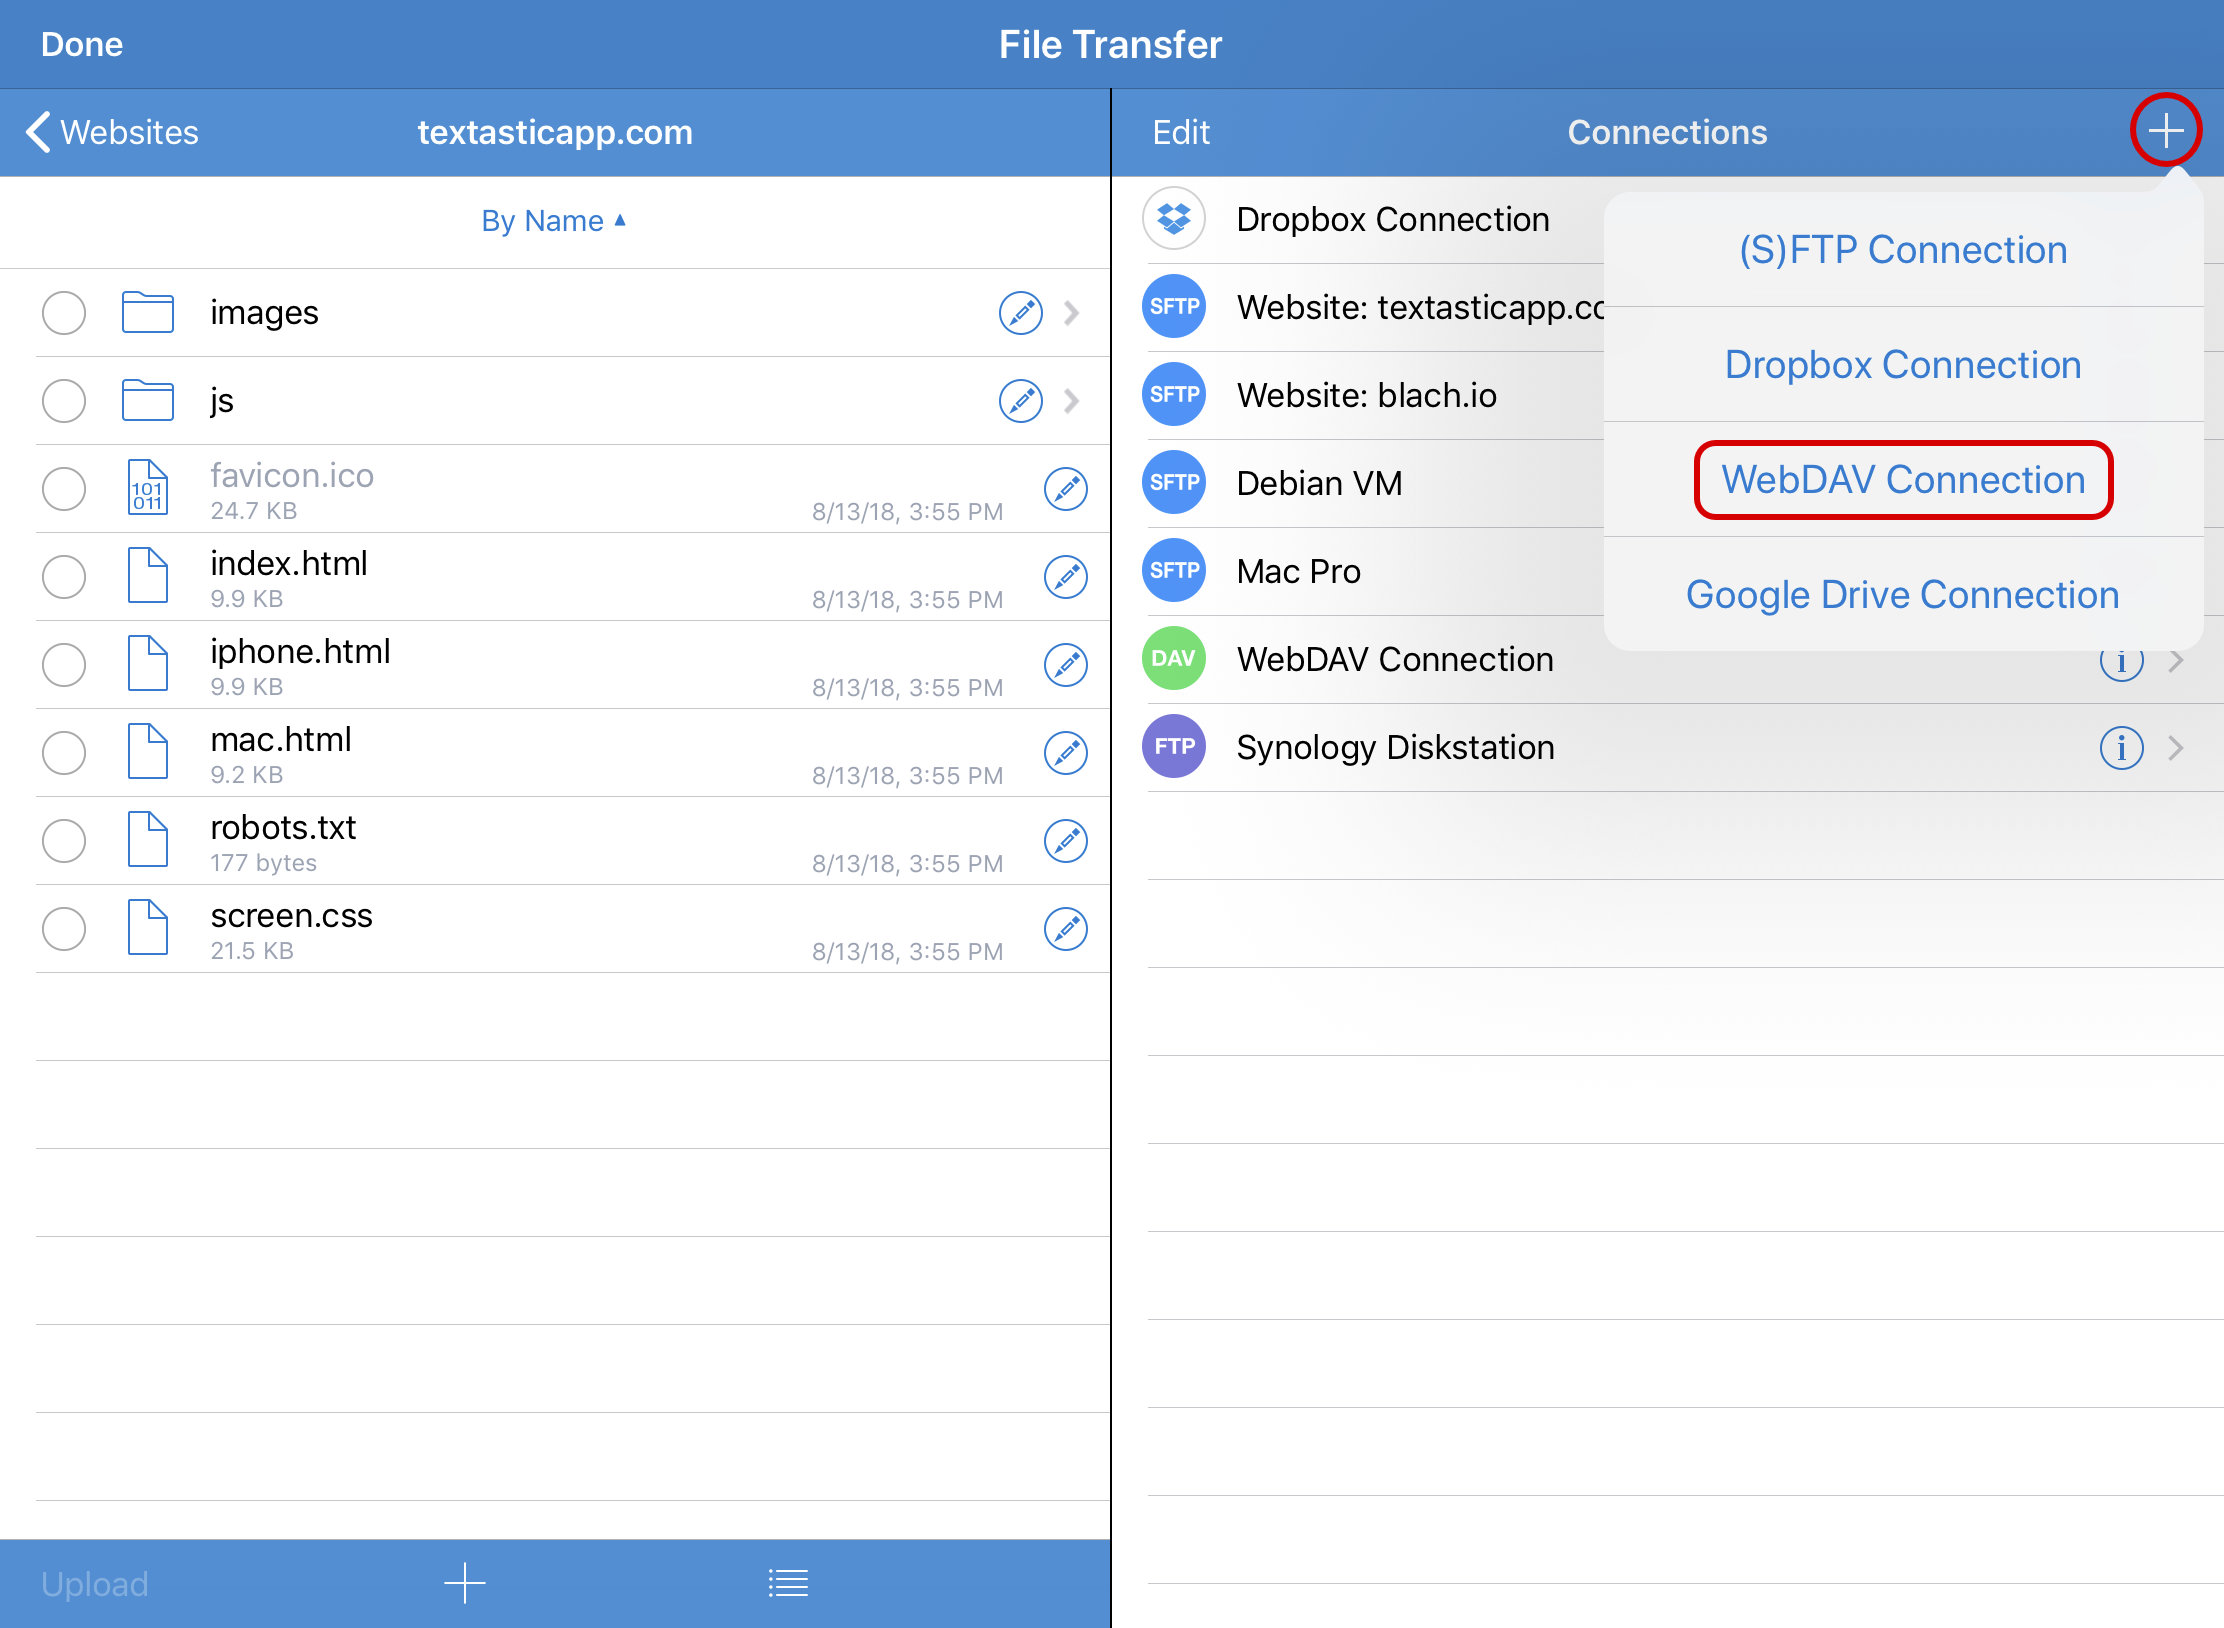 Done
File Transfer
Websites
textasticapp.com
By Name ▲
images
js
101
011
favicon.ico
24.7 KB
8/13/18, 3:55 PM
index.html
9.9 KB
8/13/18, 3:55 PM
iphone.html
9.9 KB
8/13/18, 3:55 PM
mac.html
9.2 KB
8/13/18, 3:55 PM
robots.txt
177 bytes
8/13/18, 3:55 PM
screen.css
21.5 KB
8/13/18, 3:55 PM
Upload
Edit
Connections
Dropbox Connection
SFTP
Website: textasticapp.co
SFTP
Website: blach.io
SFTP
Debian VM
SFTP
Mac Pro
DAV
WebDAV Connection
FTP
Synology Diskstation
(S)FTP Connection
Dropbox Connection
WebDAV Connection
Google Drive Connection